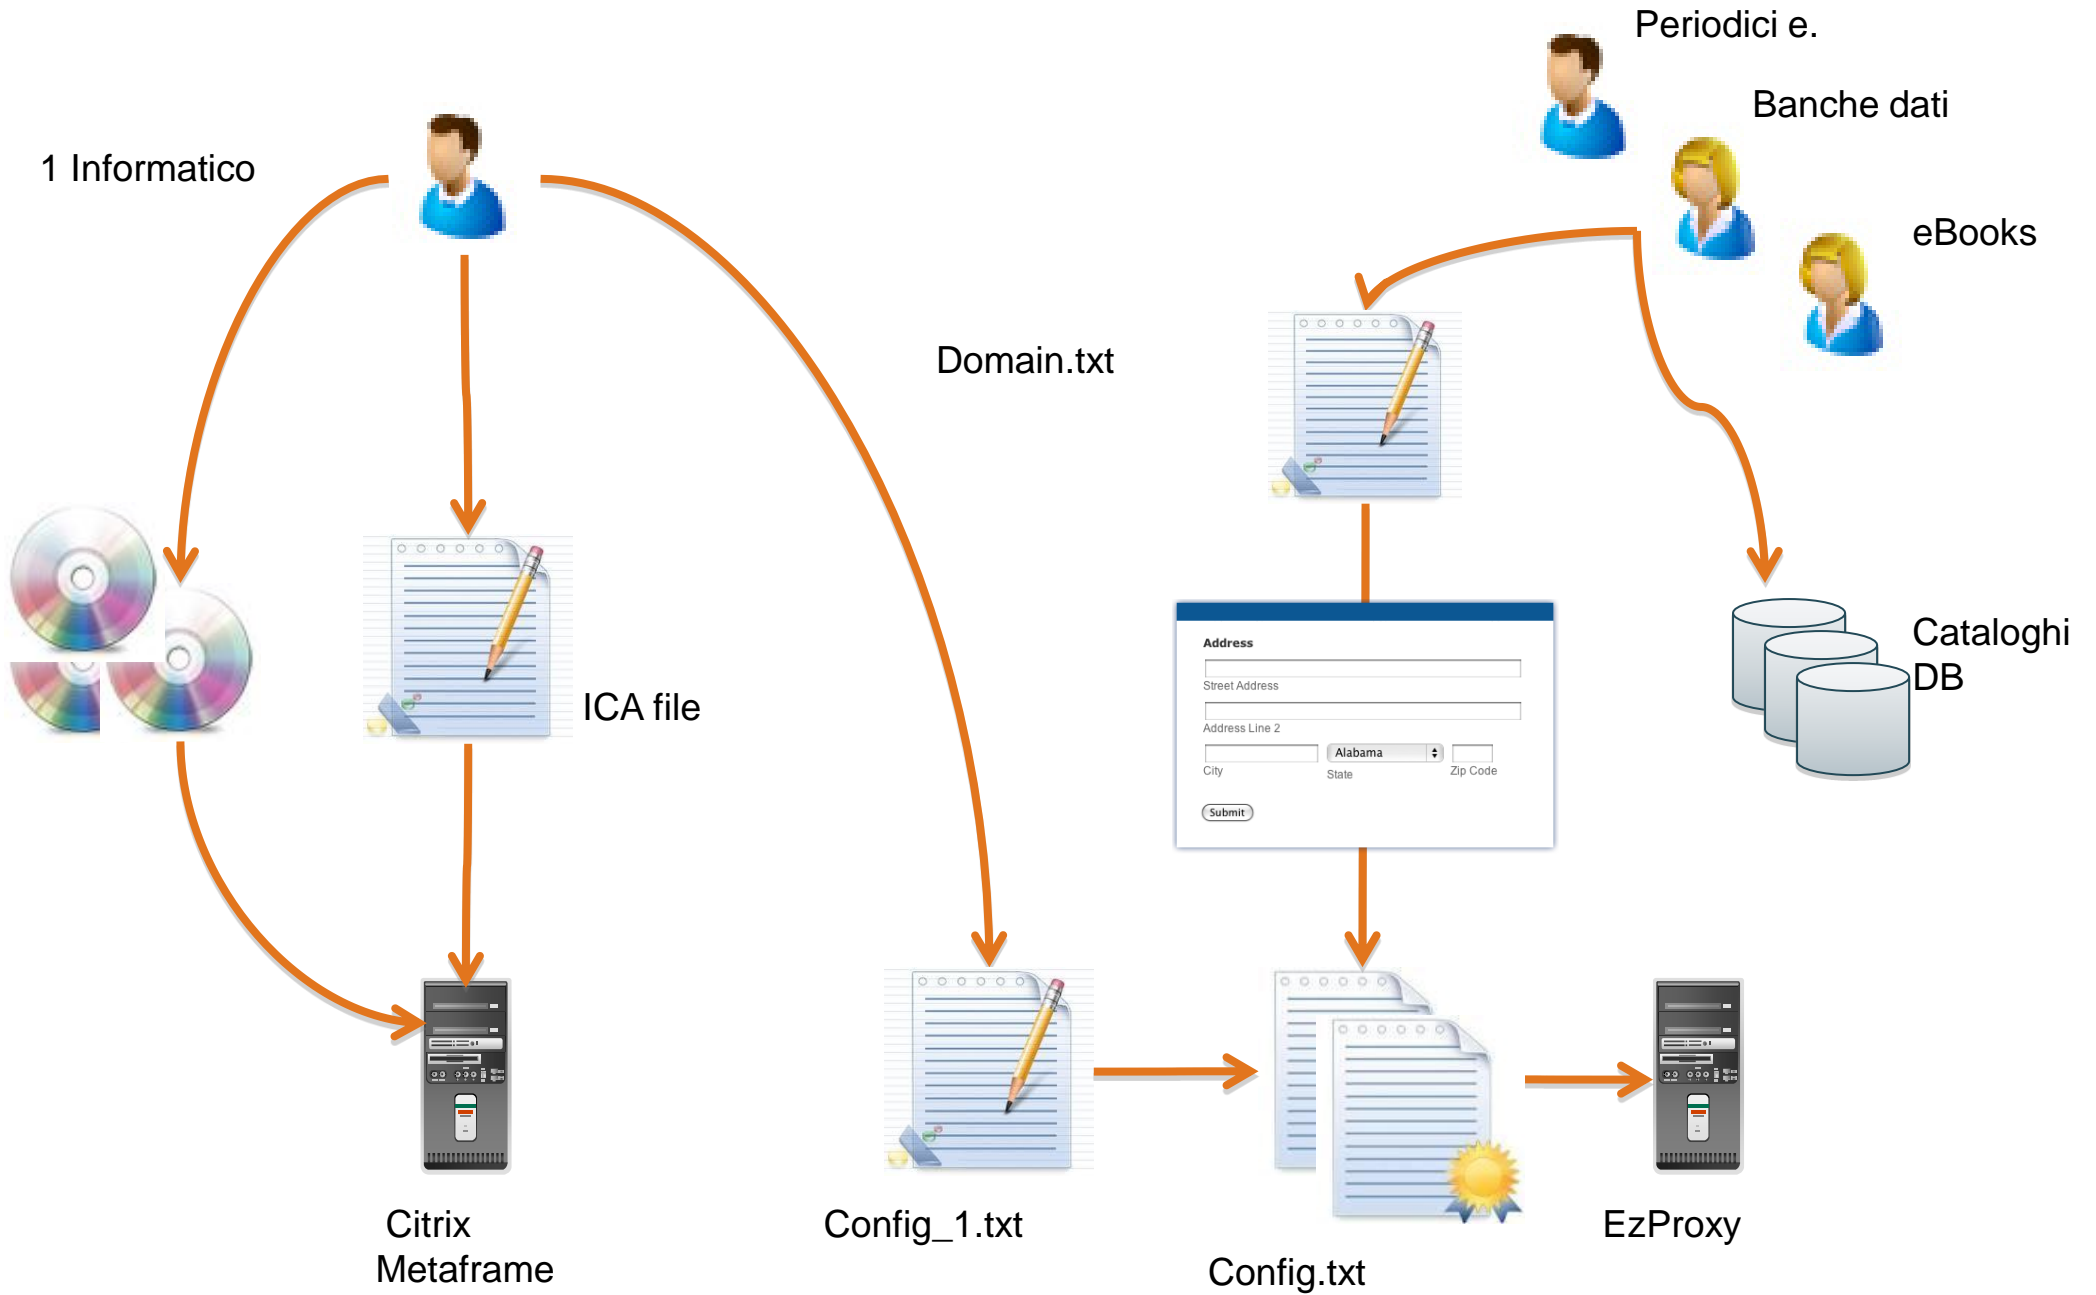 Periodici e.
Banche dati
1 Informatico
eBooks
Domain.txt
Address
Street Address
Address Line 2
Alabama
City
State
Zip Code
Submit
Cataloghi
DB
ICA file
Citrix
Metaframe
Config_1.txt
Config.txt
EzProxy